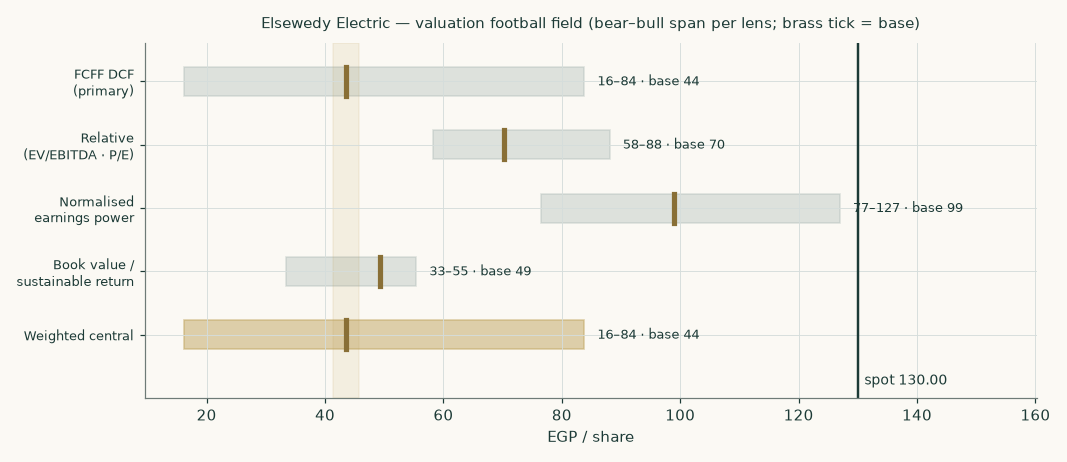 Elsewedy Electric — valuation football field (bear–bull span per lens; brass tick = base)
FCFF DCF
(primary)
16–84 · base 44
Relative
(EV/EBITDA · P/E)
58–88 · base 70
Normalised
earnings power
77–127 · base 99
Book value /
sustainable return
33–55 · base 49
Weighted central
16–84 · base 44
spot 130.00
20 40 60 80 100 120 140 160
EGP / share